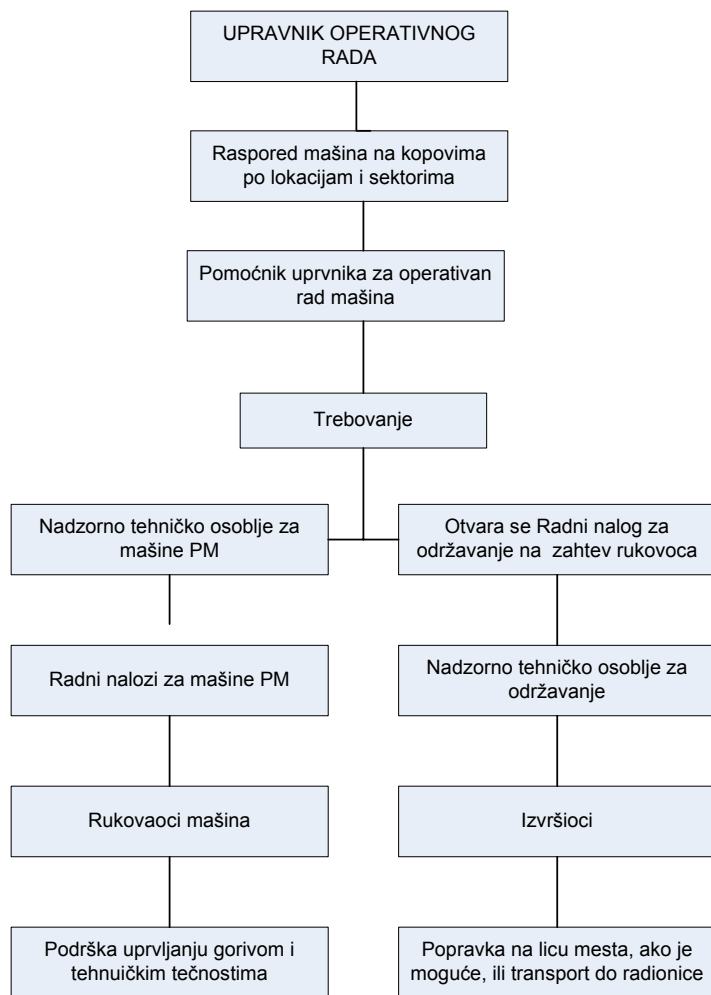 UPRAVNIK OPERATIVNOG
RADA
Raspored mašina na kopovima
po lokacijam i sektorima
Pomoćnik uprvnika za operativan
rad mašina
Trebovanje
Nadzorno tehničko osoblje za
mašine PM
Otvara se Radni nalog za
održavanje na zahtev rukovoca
Radni nalozi za mašine PM
Nadzorno tehničko osoblje za
održavanje
Rukovaoci mašina
Izvršioci
Podrška uprvljanju gorivom i
tehnuičkim tečnostima
Popravka na licu mesta, ako je
moguće, ili transport do radionice